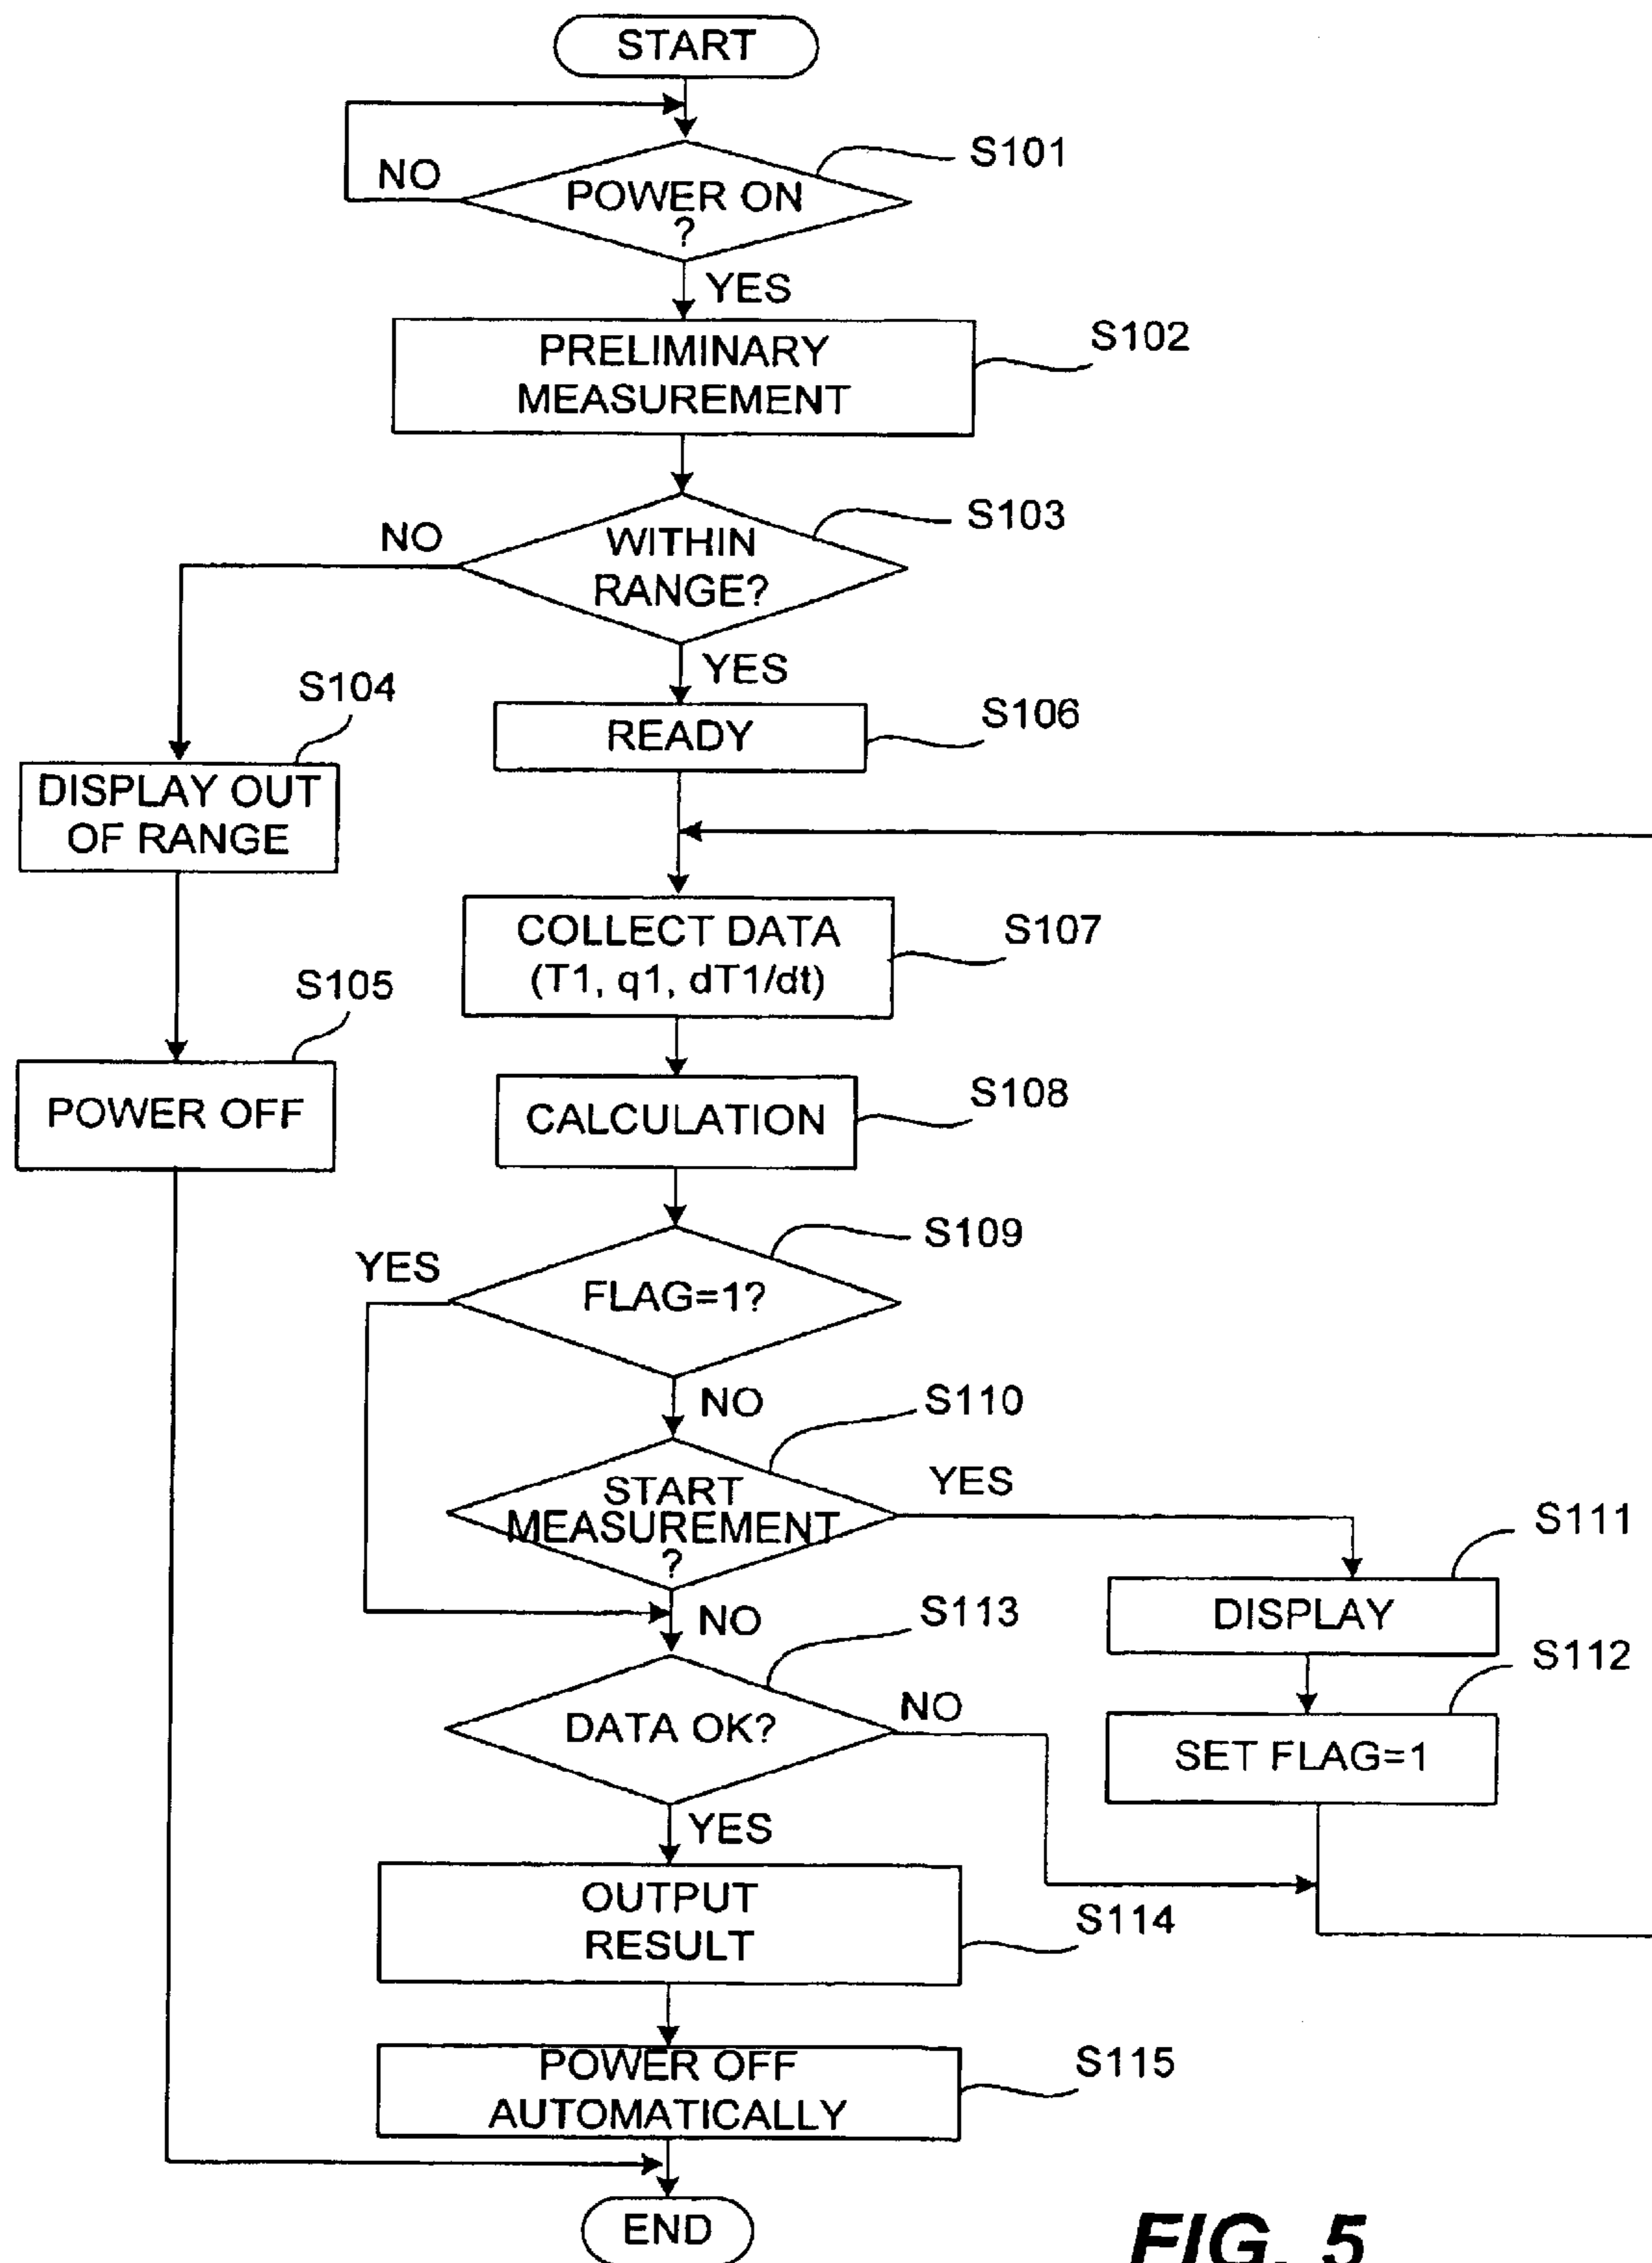 START
NO
POWER ON
?
S101
YES
PRELIMINARY
MEASUREMENT
S102
NO
WITHIN
RANGE?
S103
YES
S104
DISPLAY OUT
OF RANGE
READY
S106
S105
POWER OFF
COLLECT DATA
(T1, q1, dT1/dt)
S107
CALCULATION
S108
YES
FLAG=1?
S109
NO
START
MEASUREMENT
?
S110
YES
NO
S111
DISPLAY
S112
SET FLAG=1
DATA OK?
S113
NO
YES
OUTPUT
RESULT
S114
POWER OFF
AUTOMATICALLY
S115
END
FIG. 5